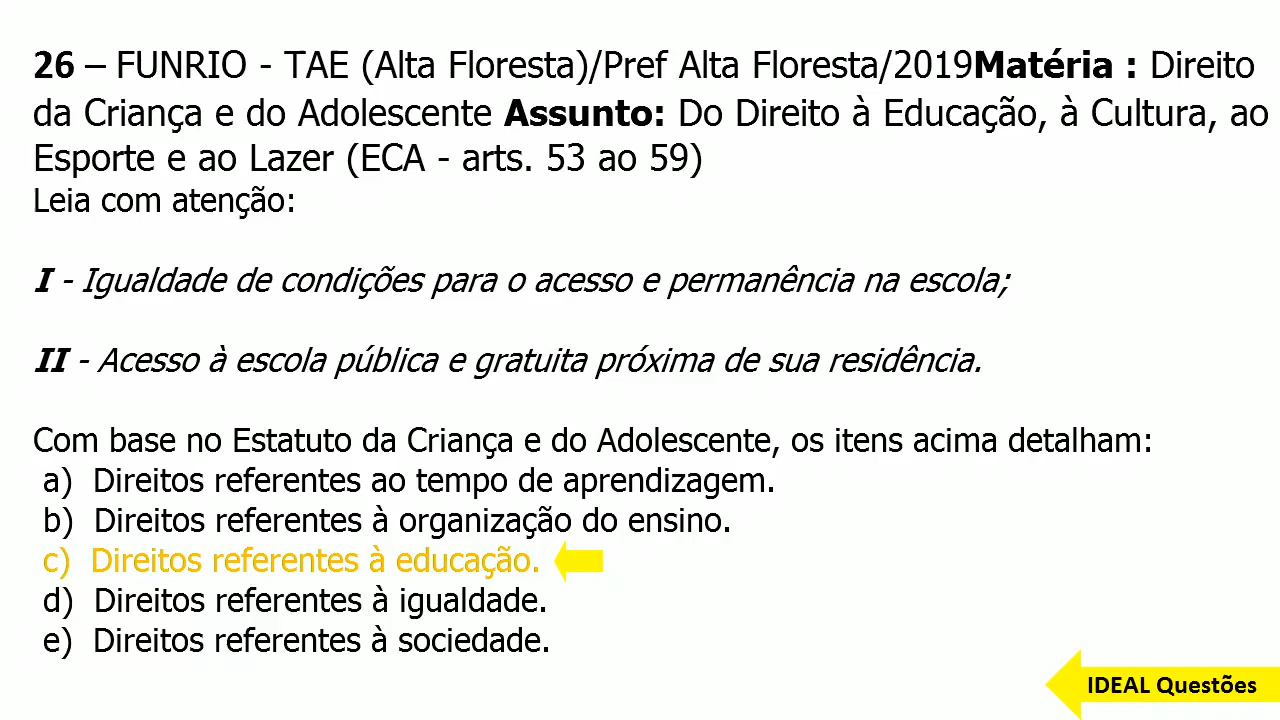 26 – FUNRIO - TAE (Alta Floresta)/Pref Alta Floresta/2019Matéria : Direito
da Criança e do Adolescente Assunto: Do Direito à Educação, à Cultura, ao
Esporte e ao Lazer (ECA - arts. 53 ao 59)
Leia com atenção:
I - Igualdade de condições para o acesso e permanência na escola;
II - Acesso à escola pública e gratuita próxima de sua residência.
Com base no Estatuto da Criança e do Adolescente, os itens acima detalham:
a) Direitos referentes ao tempo de aprendizagem.
b) Direitos referentes à organização do ensino.
c) Direitos referentes à educação.
d) Direitos referentes à igualdade.
e) Direitos referentes à sociedade.
IDEAL Questões